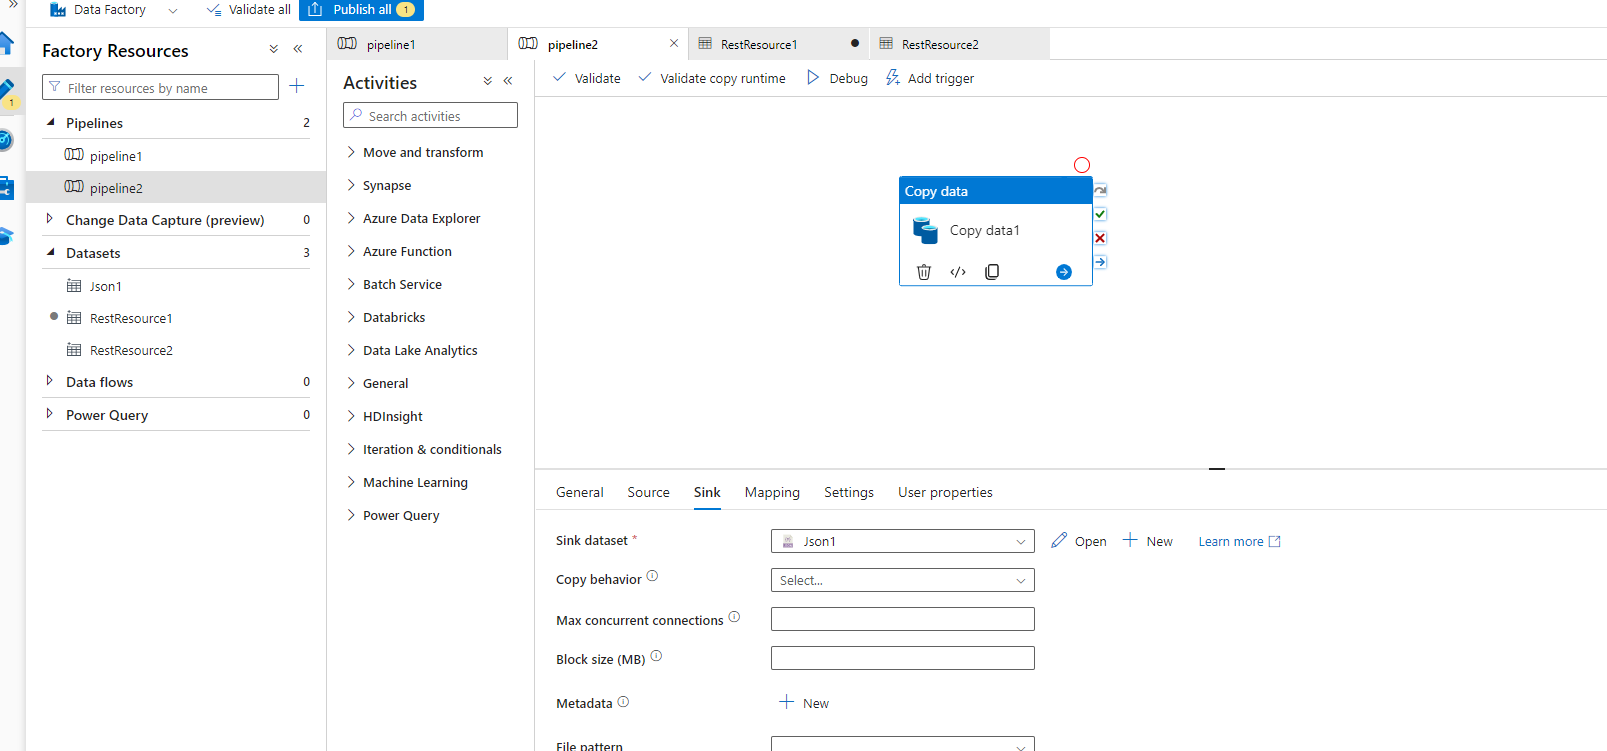 Data Factory
Validate all
Publish all 1
1
Factory Resources
Filter resources by name
Pipelines 2
pipeline1
pipeline2
Change Data Capture (preview) 0
Datasets 3
Json1
RestResource1
RestResource2
Data flows 0
Power Query 0
pipeline1
pipeline2
RestResource1
RestResource2
Activities
Search activities
Move and transform
Synapse
Azure Data Explorer
Azure Function
Batch Service
Databricks
Data Lake Analytics
General
HDInsight
Iteration & conditionals
Machine Learning
Power Query
Validate
Validate copy runtime
Debug
Add trigger
Copy data
Copy data1
General
Source
Sink
Mapping
Settings
User properties
Sink dataset *
Json1
Open
New
Learn more
Copy behavior
Select...
Max concurrent connections
Block size (MB)
Metadata
New
File pattern